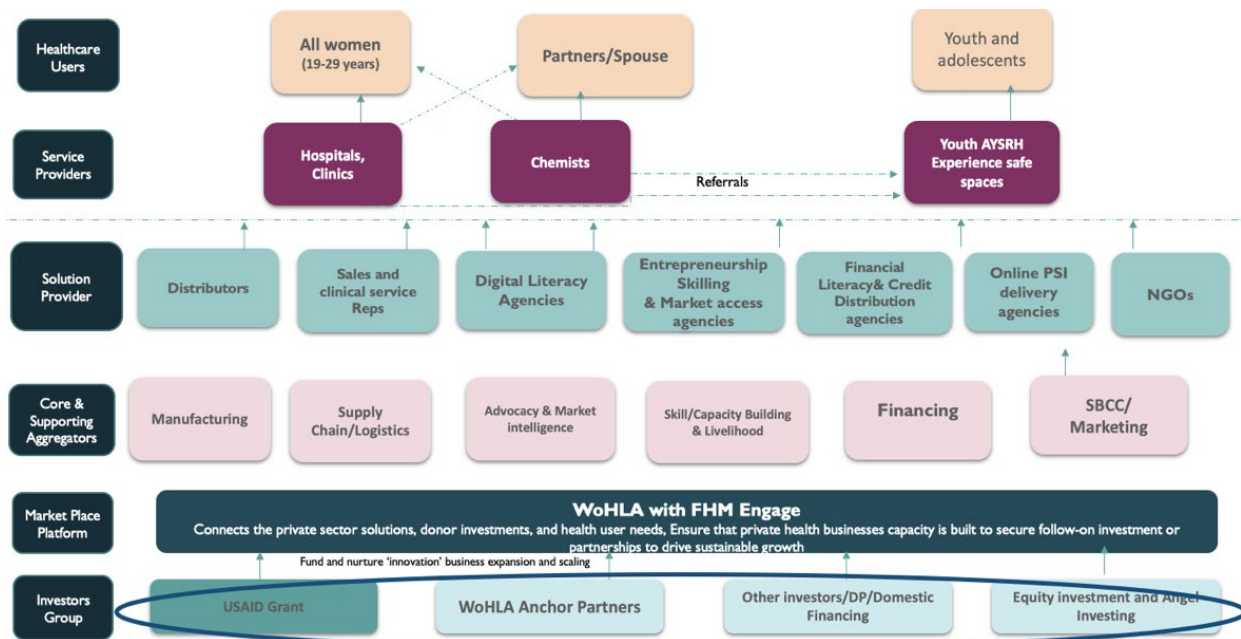 Healthcare
Users
All women
(19-29 years)
Partners/Spouse
Youth and
adolescents
Service
Providers
Hospitals,
Clinics
Chemists
Referrals
Youth AYSRH
Experience safe
spaces
Solution
Provider
Distributors
Sales and
clinical service
Reps
Digital Literacy
Agencies
Entrepreneurship
Skilling
& Market access
agencies
Financial
Literacy& Credit
Distribution
agencies
Online PSI
delivery
agencies
NGOs
Core &
Supporting
Aggregators
Manufacturing
Supply
Chain/Logistics
Advocacy & Market
intelligence
Skill/Capacity Building
& Livelihood
Financing
SBCC/
Marketing
Market Place
Platform
WoHLA with FHM Engage
Connects the private sector solutions, donor investments, and health user needs, Ensure that private health businesses capacity is built to secure follow-on investment or
partnerships to drive sustainable growth
Fund and nurture 'innovation' business expansion and scaling
Investors
Group
USAID Grant
WoHLA Anchor Partners
Other investors/DP/Domestic
Financing
Equity investment and Angel
Investing